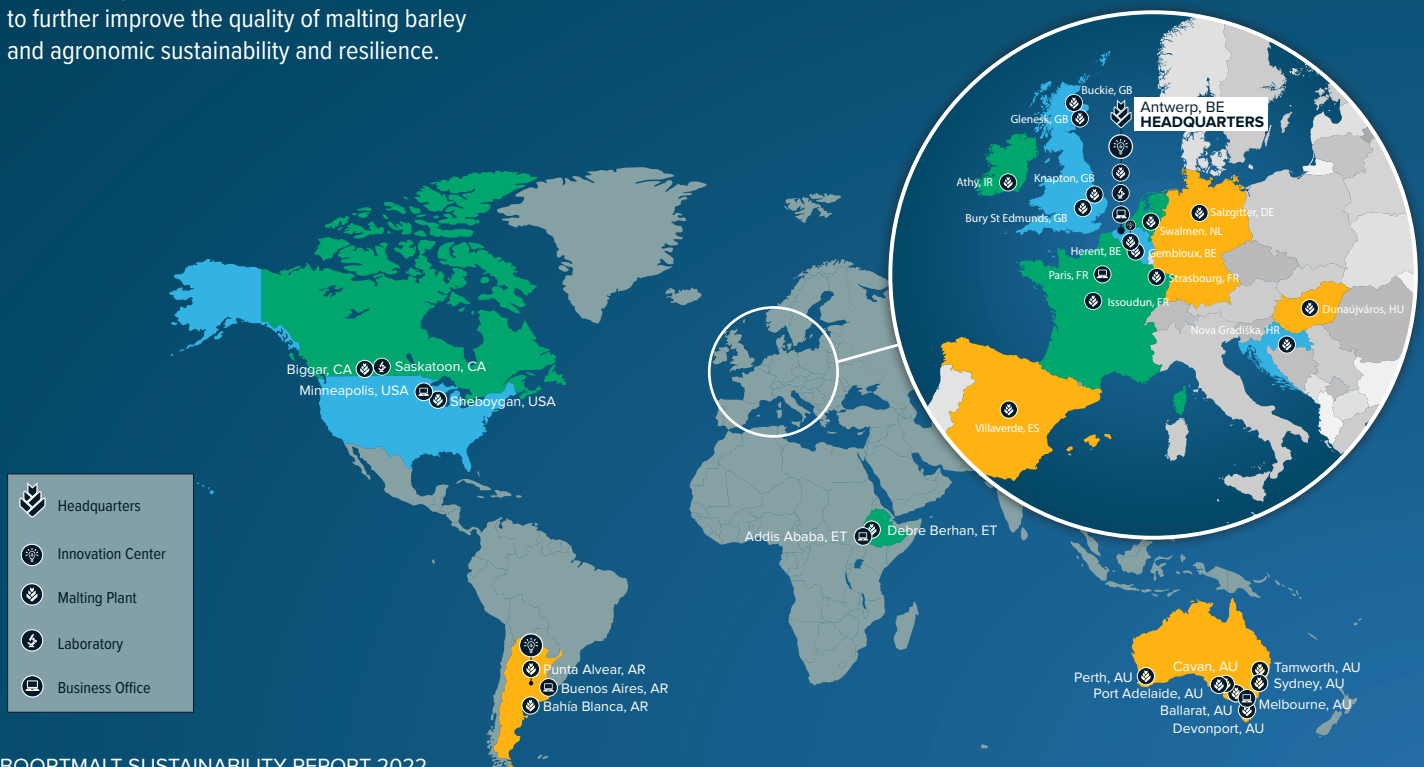 to further improve the quality of malting barley
and agronomic sustainability and resilience.
Buckie, GB
Glenesk, GB
Antwerp, BE
HEADQUARTERS
Athy, IR
Knapton, GB
Bury St Edmunds, GB
Salzgitter, DE
Swalmen, NL
Herent, BE
Gembloux, BE
Paris, FR
Strasbourg, FR
Issoudun, FR
Dunaújváros, HU
Nova Gradiška, HR
Villaverde, ES
Biggar, CA
Saskatoon, CA
Minneapolis, USA
Sheboygan, USA
Headquarters
Innovation Center
Malting Plant
Laboratory
Business Office
Addis Ababa, ET
Debre Berhan, ET
Punta Alvear, AR
Buenos Aires, AR
Bahía Blanca, AR
Perth, AU
Cavan, AU
Tamworth, AU
Port Adelaide, AU
Sydney, AU
Ballarat, AU
Melbourne, AU
Devonport, AU
BOORTMALT SUSTAINABILITY REPORT 2022